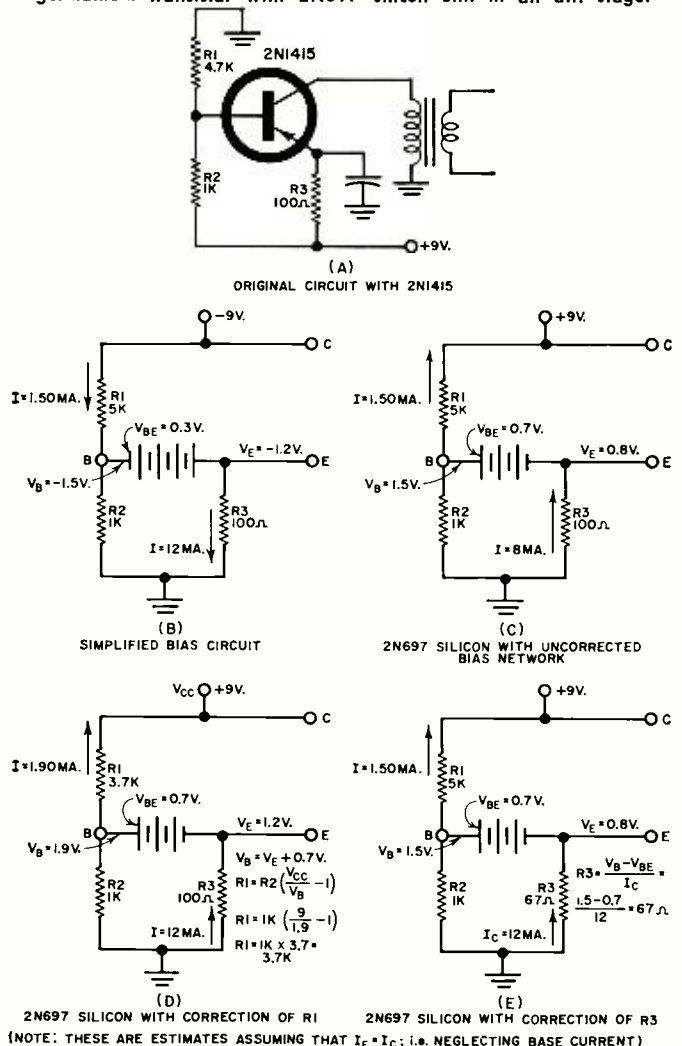 transistor with 2N697 silicon unit in an a.f. stage.
R1
4.7K
2N1415
R2
1K
R3
100Ω
+9V.
(A)
ORIGINAL CIRCUIT WITH 2N1415
-9V.
C
I=1.50MA.
R1
5K
VBE=0.3V.
B
VE=-1.2V.
E
VB=-1.5V.
R2
1K
R3
100Ω
I=12MA.
(B)
SIMPLIFIED BIAS CIRCUIT
+9V.
C
I=1.50MA.
R1
5K
VBE=0.7V.
B
VE=0.8V.
E
VB=1.5V.
R2
1K
R3
100Ω
I=8MA.
(C)
2N697 SILICON WITH UNCORRECTED
BIAS NETWORK
VCC +9V.
C
I=1.90MA.
R1
3.7K
VBE=0.7V.
B
VE=1.2V.
E
VB=1.9V.
VB=VE+0.7V.
R2
1K
R3
100Ω
R1=R2(VCC/VB -1)
R1=1K (9/1.9 -1)
I=12MA.
R1=1K X 3.7=
3.7K
(D)
2N697 SILICON WITH CORRECTION OF R1
+9V.
C
I=1.50MA.
R1
5K
VBE=0.7V.
B
VE=0.8V.
E
VB=1.5V.
R2
1K
R3
67Ω
R3=VB-VBE/IC=
1.5-0.7/12=67Ω
IC=12MA.
(E)
2N697 SILICON WITH CORRECTION OF R3
(NOTE: THESE ARE ESTIMATES ASSUMING THAT IE=IC; i.e. NEGLECTING BASE CURRENT)